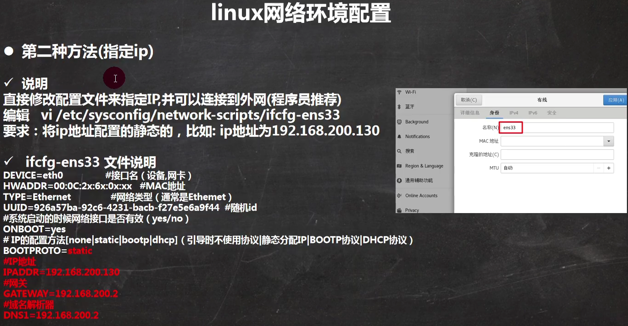 linux网络环境配置
● 第二种方法(指定ip)
✓ 说明
直接修改配置文件来指定IP,并可以连接到外网(程序员推荐)
编辑 vi /etc/sysconfig/network-scripts/ifcfg-ens33
要求：将ip地址配置的静态的，比如: ip地址为192.168.200.130
✓ ifcfg-ens33 文件说明
DEVICE=eth0 #接口名（设备,网卡）
HWADDR=00:0C:2x:6x:0x:xx #MAC地址
TYPE=Ethernet #网络类型（通常是Ethemet）
UUID=926a57ba-92c6-4231-bacb-f27e5e6a9f44 #随机id
#系统启动的时候网络接口是否有效（yes/no）
ONBOOT=yes
# IP的配置方法[none|static|bootp|dhcp]（引导时不使用协议|静态分配IP|BOOTP协议|DHCP协议）
BOOTPROTO=static
#IP地址
IPADDR=192.168.200.130
#网关
GATEWAY=192.168.200.2
#域名解析器
DNS1=192.168.200.2
Wi-Fi
蓝牙
Background
Notifications
搜索
Region & Language
通用辅助功能
Online Accounts
Privacy
取消(C)
有线
应用(A)
详细信息
身份
IPv4
IPv6
安全
名称(N)
ens33
MAC 地址
克隆的地址(C)
MTU
自动
- +